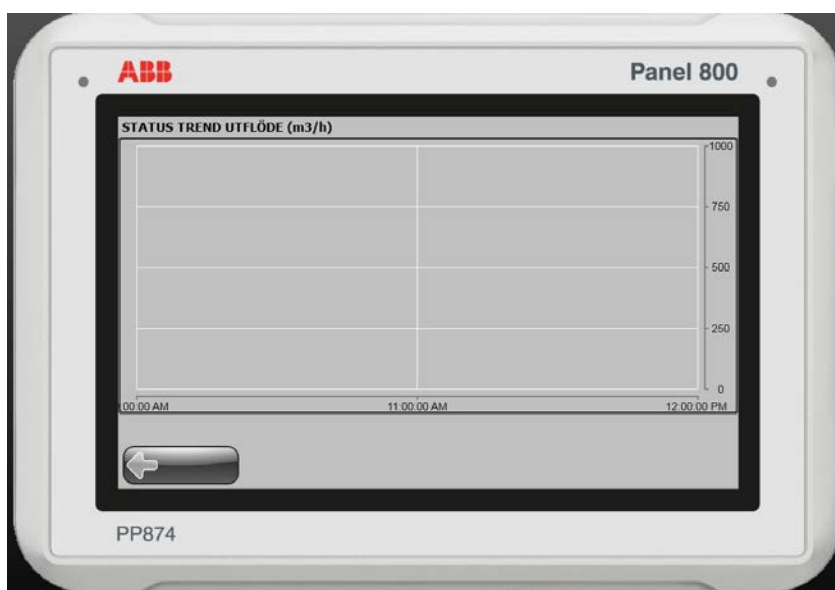 ABB
Panel 800
STATUS TREND UTFLÖDE (m3/h)
1000
750
500
250
0
:00:00 AM
11:00:00 AM
12:00:00 PM
PP874